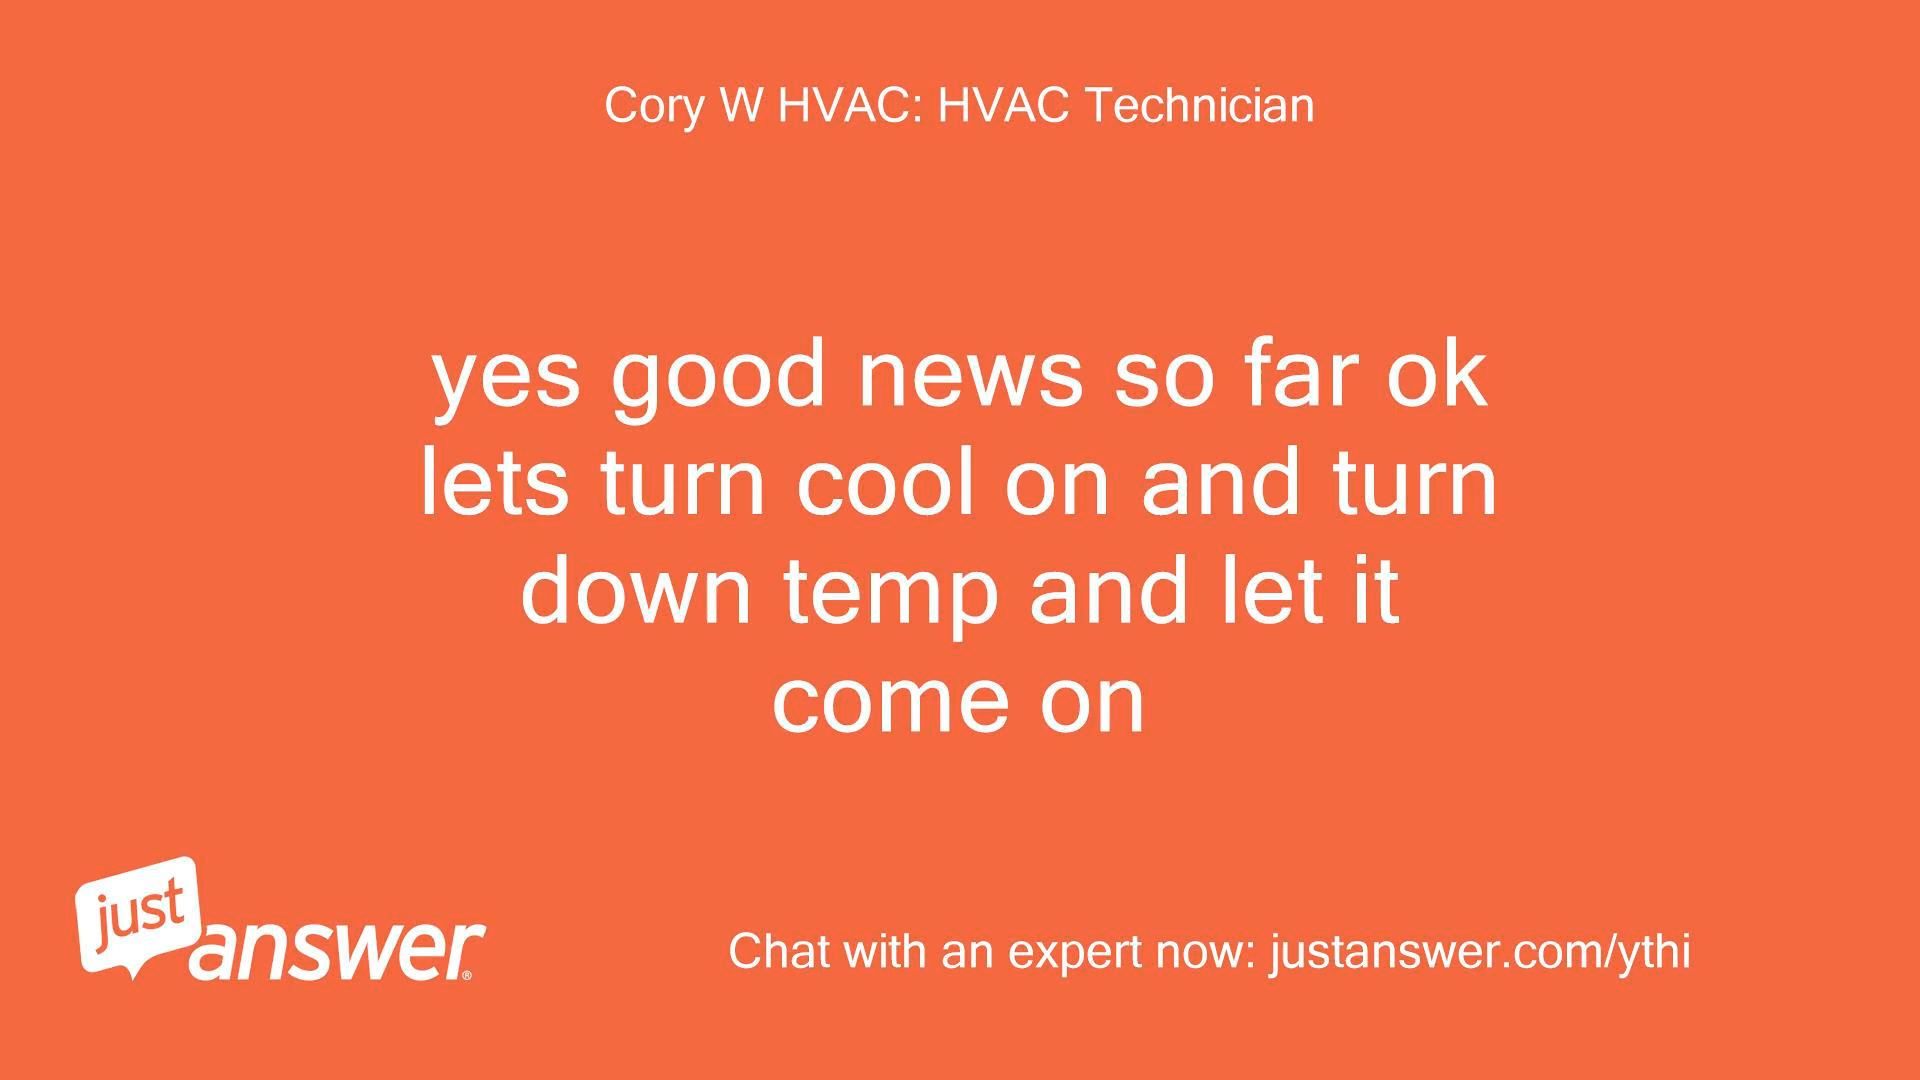 Cory W HVAC: HVAC Technician
yes good news so far ok
lets turn cool on and turn
down temp and let it
come on
just
answer®
Chat with an expert now: justanswer.com/ythi